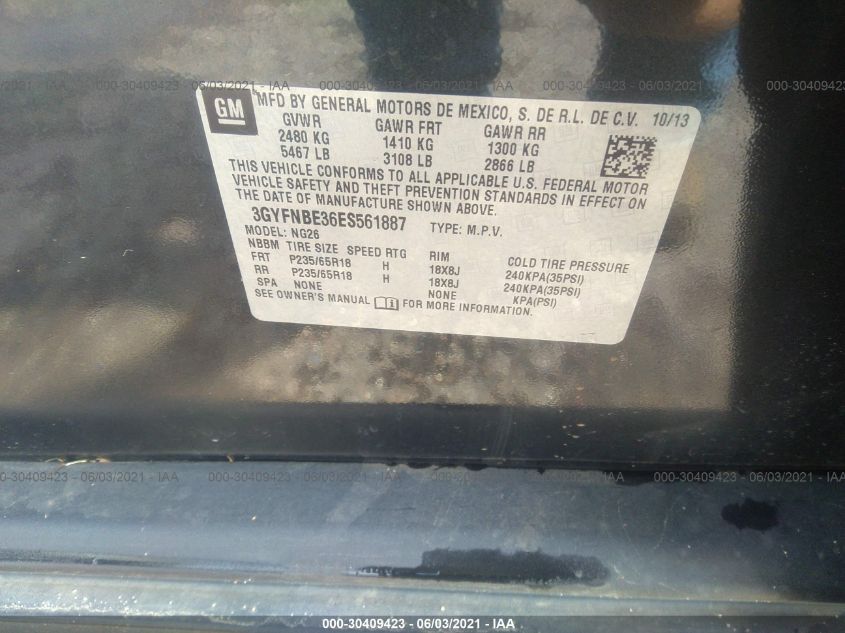 000-30409423 - 06/03/2021 - IAA
GM
MFD BY GENERAL MOTORS DE MEXICO, S. DE R.L. DE C.V. 10/13
GVWR GAWR FRT GAWR RR
2480 KG 1410 KG 1300 KG
5467 LB 3108 LB 2866 LB
THIS VEHICLE CONFORMS TO ALL APPLICABLE U.S. FEDERAL MOTOR
VEHICLE SAFETY AND THEFT PREVENTION STANDARDS IN EFFECT ON
THE DATE OF MANUFACTURE SHOWN ABOVE.
3GYFNBE36ES561887 TYPE: M.P.V.
MODEL: NG26
NBBM TIRE SIZE SPEED RTG RIM COLD TIRE PRESSURE
FRT P235/65R18 H 18X8J 240KPA(35PSI)
RR P235/65R18 H 18X8J 240KPA(35PSI)
SPA NONE NONE KPA(PSI)
SEE OWNER'S MANUAL FOR MORE INFORMATION.
000-30409423 - 06/03/2021 - IAA
000-30409423 - 06/03/2021 - IAA